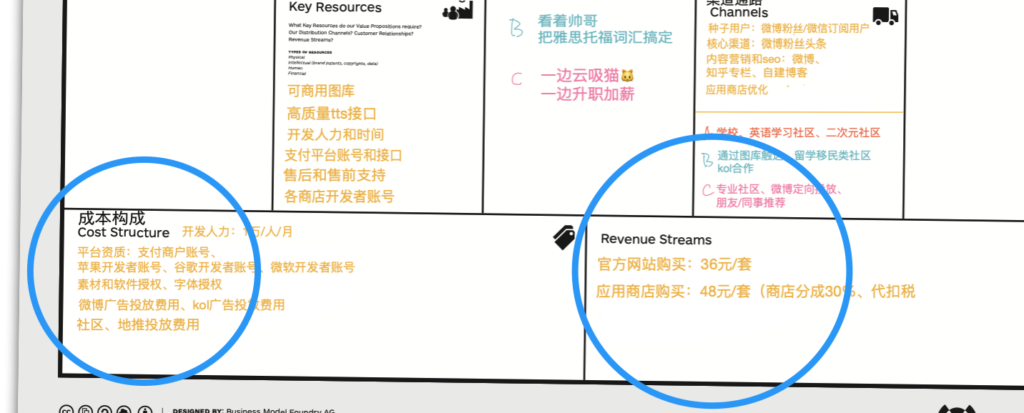 Key Resources
What Key Resources do our Value Propositions require?
Our Distribution Channels? Customer Relationships?
Revenue Streams?
TYPES OF RESOURCES
Physical
Intellectual (brand patents, copyrights, data)
Human
Financial
可商用图库
高质量tts接口
开发人力和时间
支付平台账号和接口
售后和售前支持
各商店开发者账号
B 看着帅哥
把雅思托福词汇搞定
C 一边云吸猫🐱
一边升职加薪
渠道通路
Channels
种子用户：微博粉丝/微信订阅用户
核心渠道：微博粉丝头条
内容营销和seo：微博、
知乎专栏、自建博客
应用商店优化
A 学校、英语学习社区、二次元社区
B 通过图库触达、留学移民类社区
kol合作
C 专业社区、微博定向投放、
朋友/同事推荐
成本构成
Cost Structure
开发人力：1万/人/月
平台资质：支付商户账号、
苹果开发者账号、谷歌开发者账号、微软开发者账号
素材和软件授权、字体授权
微博广告投放费用、kol广告投放费用
社区、地推投放费用
Revenue Streams
官方网站购买：36元/套
应用商店购买：48元/套（商店分成30%、代扣税
DESIGNED BY: Business Model Foundry AG